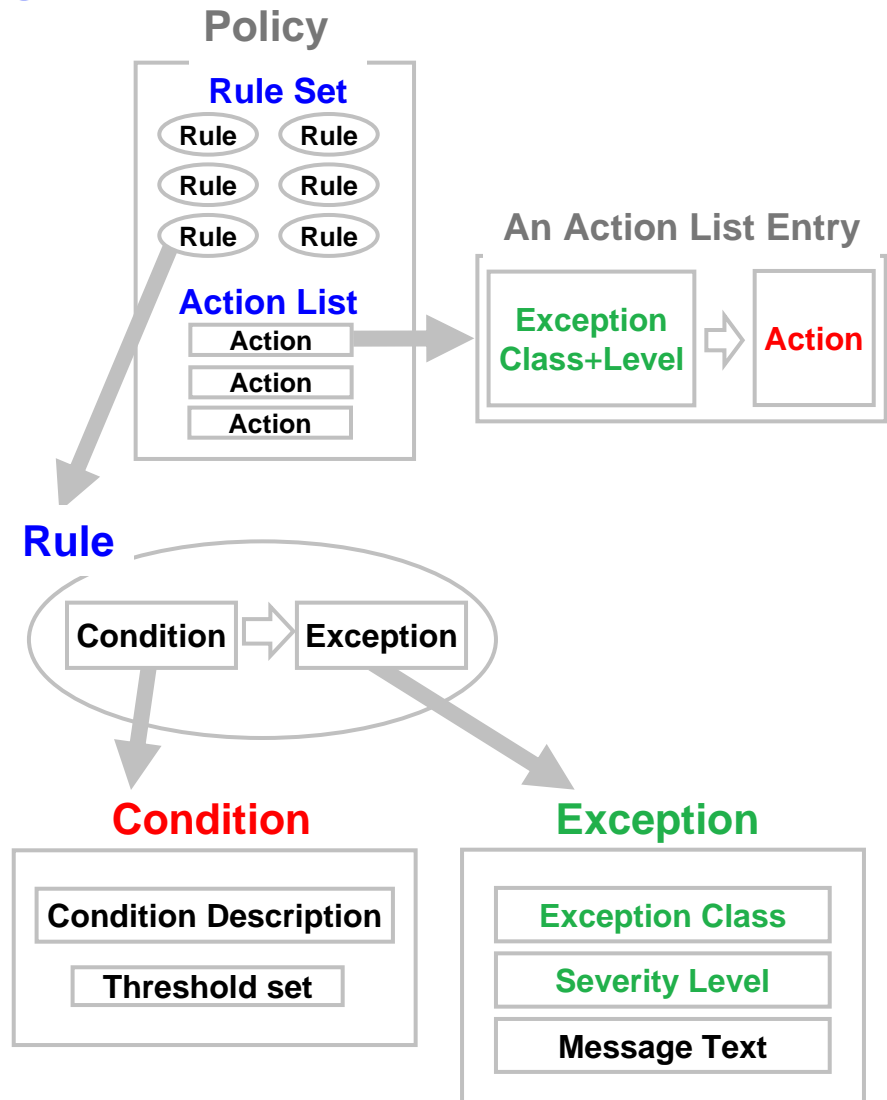 Policy
Rule Set
Rule Rule
Rule Rule
Rule Rule
Action List
Action
Action
Action
An Action List Entry
Exception
Class+Level
Action
Rule
Condition
Exception
Condition
Condition Description
Threshold set
Exception
Exception Class
Severity Level
Message Text